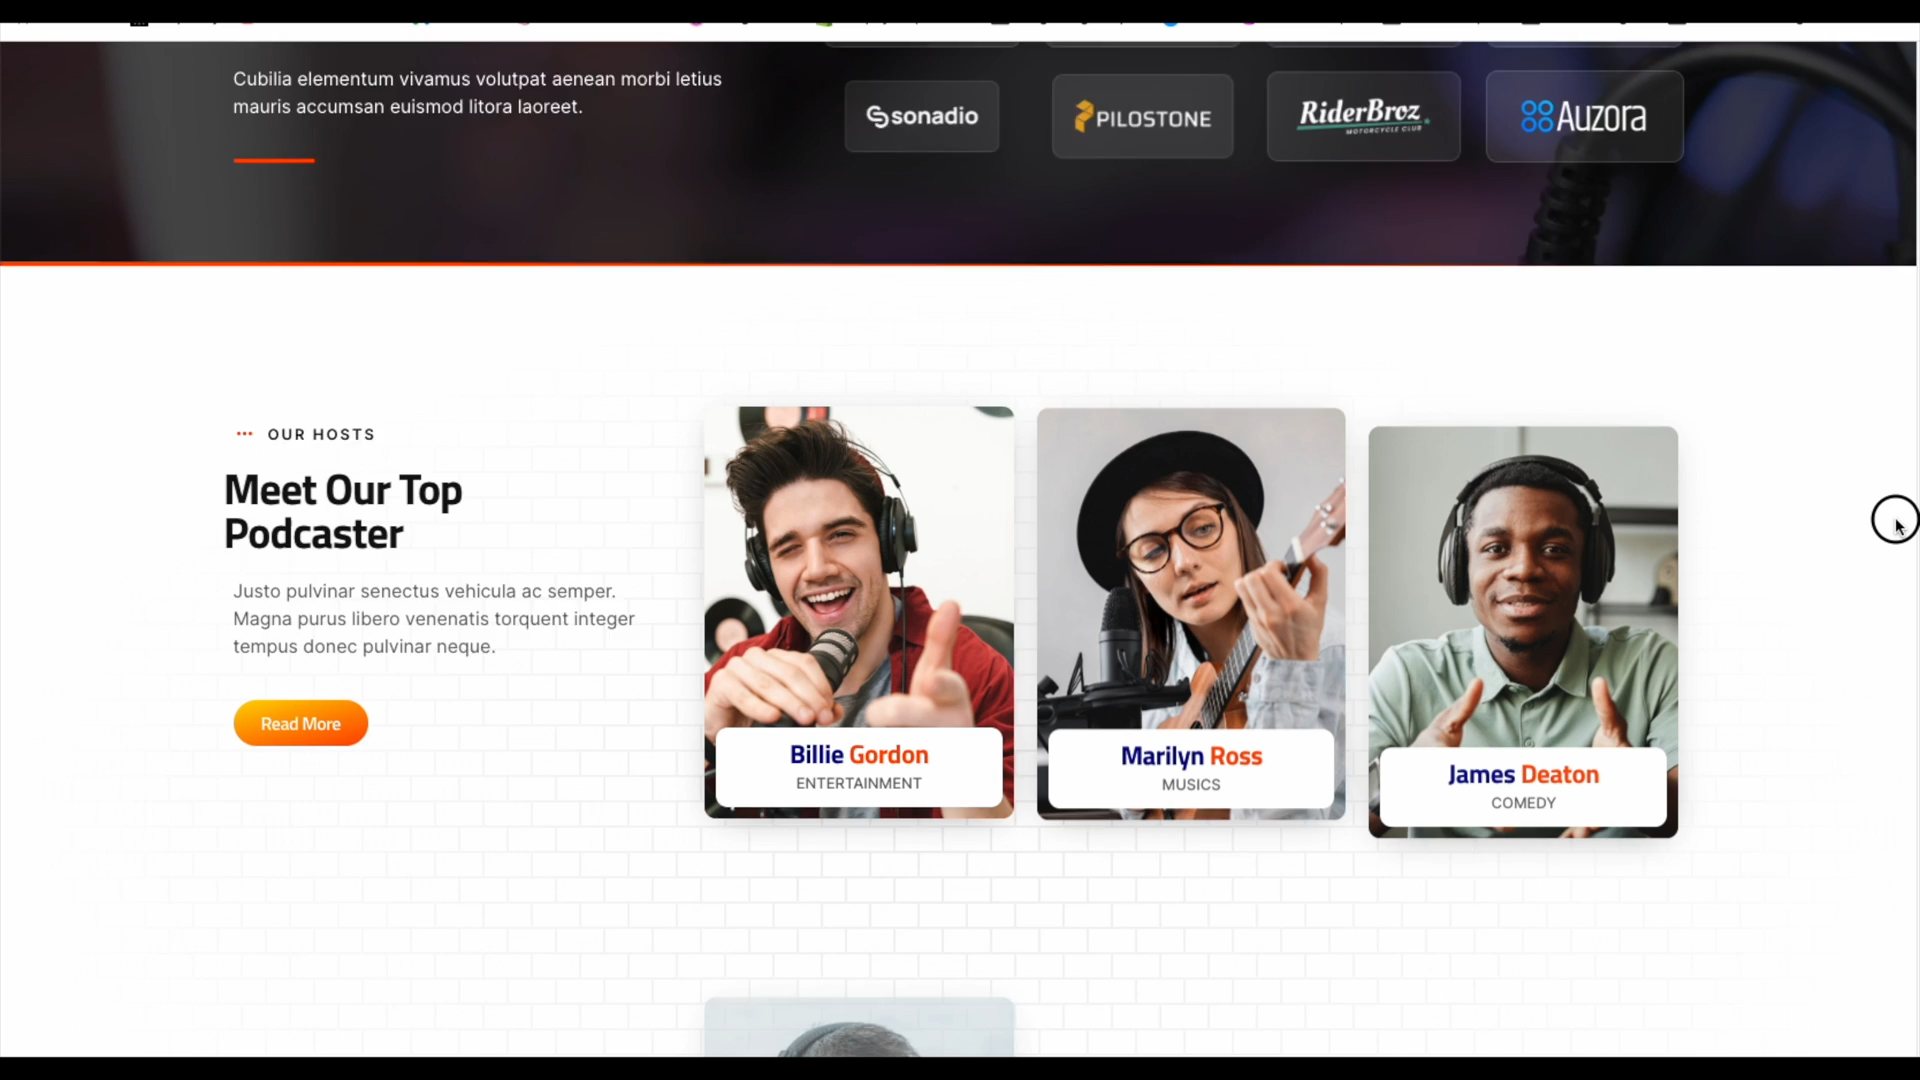 Cubilia elementum vivamus volutpat aenean morbi letius
mauris accumsan euismod litora laoreet.
sonadio
PILOSTONE
RiderBroz
MOTORCYCLE CLUB
Auzora
OUR HOSTS
Meet Our Top
Podcaster
Justo pulvinar senectus vehicula ac semper.
Magna purus libero venenatis torquent integer
tempus donec pulvinar neque.
Read More
Billie Gordon
ENTERTAINMENT
Marilyn Ross
MUSICS
James Deaton
COMEDY